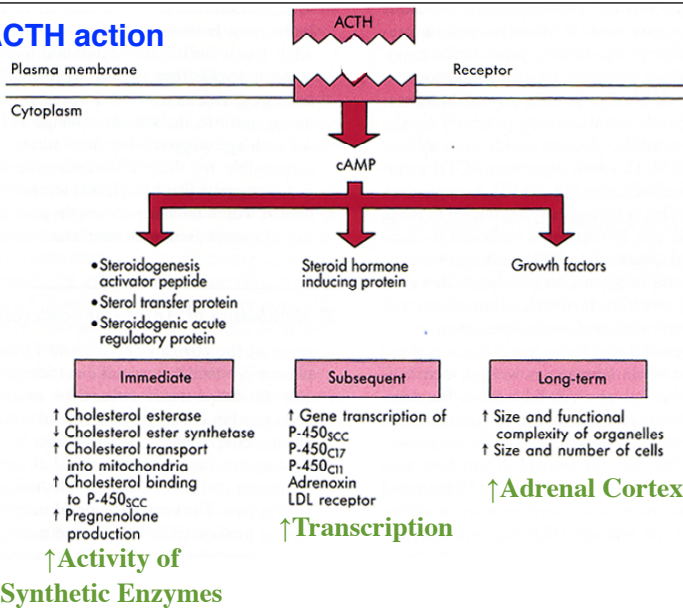 ACTH action
ACTH
Plasma membrane
Receptor
Cytoplasm
cAMP
• Steroidogenesis
activator peptide
• Sterol transfer protein
• Steroidogenic acute
regulatory protein
Steroid hormone
inducing protein
Growth factors
Immediate
↑ Cholesterol esterase
↓ Cholesterol ester synthetase
↑ Cholesterol transport
into mitochondria
↑ Cholesterol binding
to P-450SCC
↑ Pregnenolone
production
↑Activity of
Synthetic Enzymes
Subsequent
↑ Gene transcription of
P-450SCC
P-450C17
P-450C11
Adrenoxin
LDL receptor
↑Transcription
Long-term
↑ Size and functional
complexity of organelles
↑ Size and number of cells
↑Adrenal Cortex